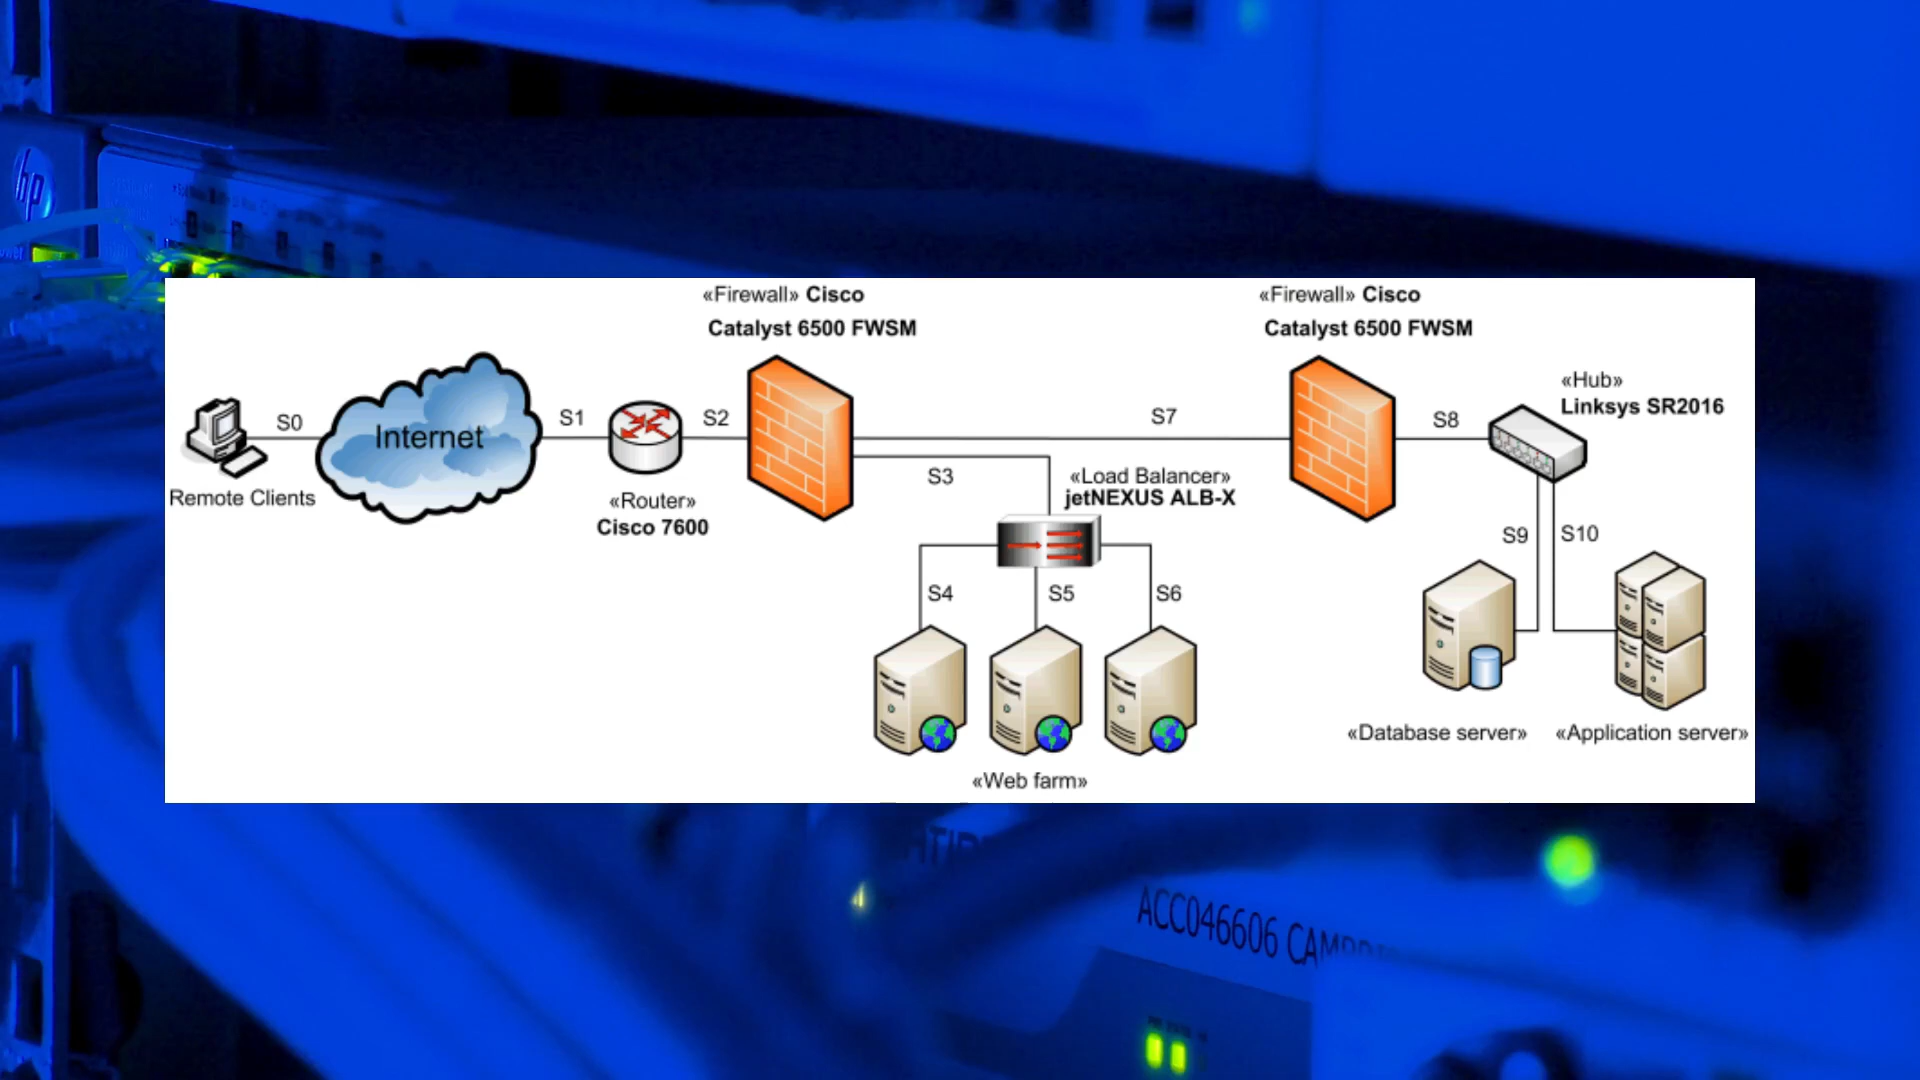 hp
«Firewall» Cisco
Catalyst 6500 FWSM
«Firewall» Cisco
Catalyst 6500 FWSM
«Hub»
Linksys SR2016
S0
Internet
S1
S2
S7
S8
Remote Clients
«Router»
Cisco 7600
S3
«Load Balancer»
jetNEXUS ALB-X
S9
S10
S4
S5
S6
«Database server»
«Application server»
«Web farm»
ACC046606